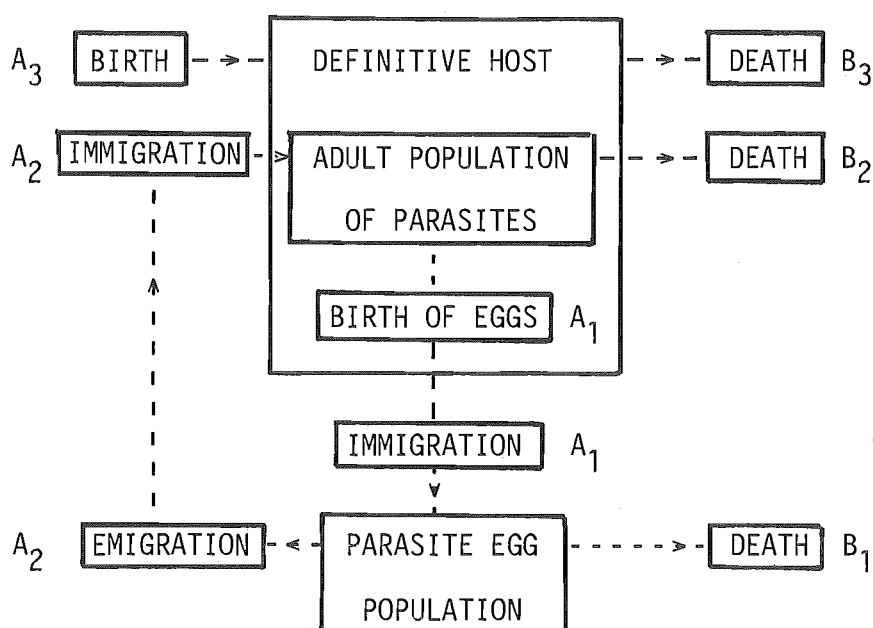 A3 BIRTH DEFINITIVE HOST DEATH B3
A2 IMMIGRATION ADULT POPULATION DEATH B2
OF PARASITES
BIRTH OF EGGS A1
IMMIGRATION A1
A2 EMIGRATION PARASITE EGG DEATH B1
POPULATION